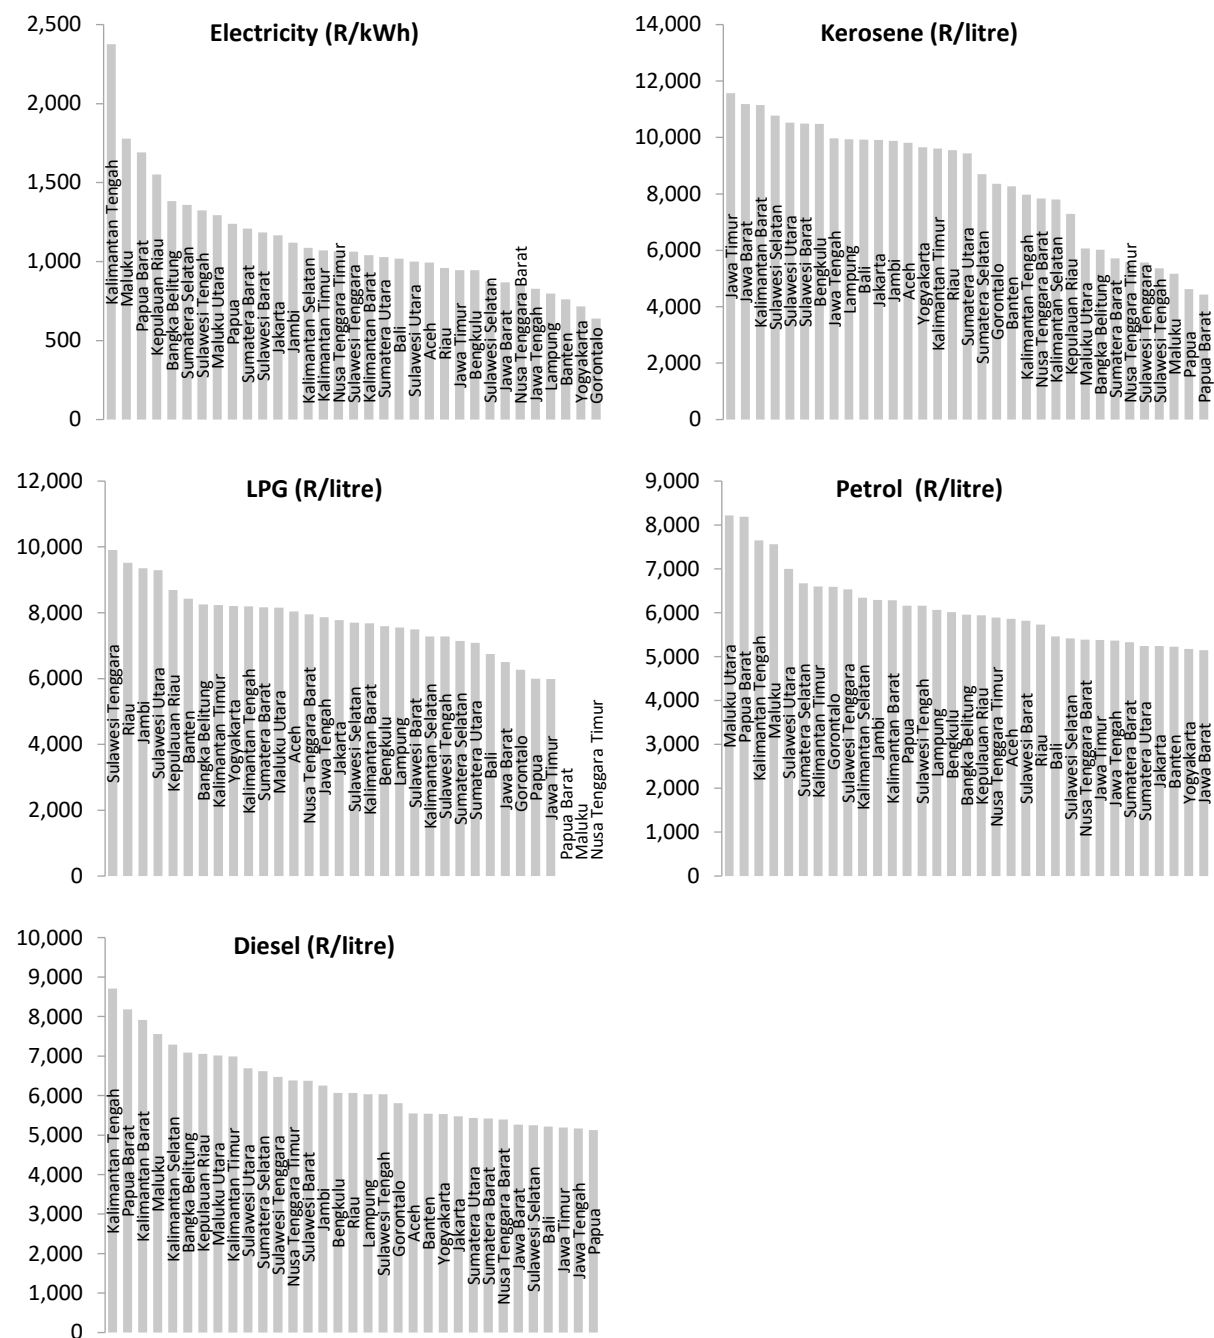 Electricity (R/kWh)
2,500
2,000
1,500
1,000
500
0
Kalimantan Tengah
Maluku
Papua Barat
Kepulauan Riau
Bangka Belitung
Sumatera Selatan
Sulawesi Tengah
Maluku Utara
Papua
Sumatera Barat
Sulawesi Barat
Jakarta
Jambi
Kalimantan Selatan
Kalimantan Timur
Nusa Tenggara Timur
Sulawesi Tenggara
Kalimantan Barat
Sumatera Utara
Bali
Sulawesi Utara
Aceh
Riau
Jawa Timur
Bengkulu
Sulawesi Selatan
Jawa Barat
Nusa Tenggara Barat
Jawa Tengah
Lampung
Banten
Yogyakarta
Gorontalo
Kerosene (R/litre)
14,000
12,000
10,000
8,000
6,000
4,000
2,000
0
Jawa Timur
Jawa Barat
Kalimantan Barat
Sulawesi Selatan
Sulawesi Utara
Sulawesi Barat
Bengkulu
Jawa Tengah
Lampung
Bali
Jakarta
Jambi
Aceh
Yogyakarta
Kalimantan Timur
Riau
Sumatera Utara
Sumatera Selatan
Gorontalo
Banten
Kalimantan Tengah
Nusa Tenggara Barat
Kalimantan Selatan
Kepulauan Riau
Maluku Utara
Bangka Belitung
Sumatera Barat
Nusa Tenggara Timur
Sulawesi Tenggara
Sulawesi Tengah
Maluku
Papua
Papua Barat
LPG (R/litre)
12,000
10,000
8,000
6,000
4,000
2,000
0
Sulawesi Tenggara
Riau
Jambi
Sulawesi Utara
Kepulauan Riau
Banten
Bangka Belitung
Kalimantan Timur
Yogyakarta
Kalimantan Tengah
Sumatera Barat
Maluku Utara
Aceh
Nusa Tenggara Barat
Jawa Tengah
Jakarta
Sulawesi Selatan
Kalimantan Barat
Bengkulu
Lampung
Sulawesi Barat
Kalimantan Selatan
Sulawesi Tengah
Sumatera Selatan
Sumatera Utara
Bali
Jawa Barat
Gorontalo
Papua
Jawa Timur
Papua Barat
Maluku
Nusa Tenggara Timur
Petrol (R/litre)
9,000
8,000
7,000
6,000
5,000
4,000
3,000
2,000
1,000
0
Maluku Utara
Papua Barat
Kalimantan Tengah
Maluku
Sulawesi Utara
Sumatera Selatan
Kalimantan Timur
Gorontalo
Sulawesi Tenggara
Kalimantan Selatan
Jambi
Kalimantan Barat
Papua
Sulawesi Tengah
Lampung
Bengkulu
Bangka Belitung
Kepulauan Riau
Nusa Tenggara Timur
Aceh
Sulawesi Barat
Riau
Bali
Sulawesi Selatan
Nusa Tenggara Barat
Jawa Timur
Jawa Tengah
Sumatera Barat
Sumatera Utara
Jakarta
Banten
Yogyakarta
Jawa Barat
Diesel (R/litre)
10,000
9,000
8,000
7,000
6,000
5,000
4,000
3,000
2,000
1,000
0
Kalimantan Tengah
Papua Barat
Kalimantan Barat
Maluku
Kalimantan Selatan
Bangka Belitung
Kepulauan Riau
Maluku Utara
Kalimantan Timur
Sulawesi Utara
Sumatera Selatan
Sulawesi Tenggara
Nusa Tenggara Timur
Sulawesi Barat
Jambi
Bengkulu
Riau
Lampung
Sulawesi Tengah
Gorontalo
Aceh
Banten
Yogyakarta
Jakarta
Sumatera Utara
Sumatera Barat
Nusa Tenggara Barat
Jawa Barat
Sulawesi Selatan
Bali
Jawa Timur
Jawa Tengah
Papua